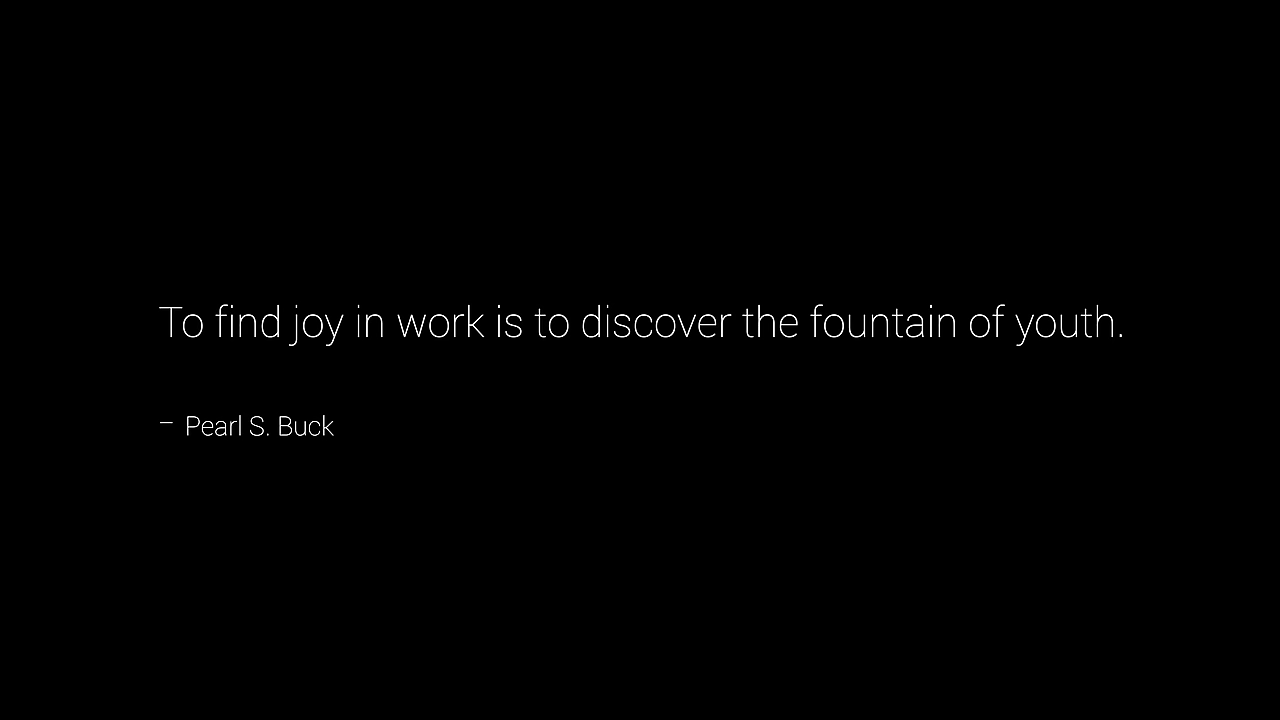 To find joy in work is to discover the fountain of youth.
– Pearl S. Buck